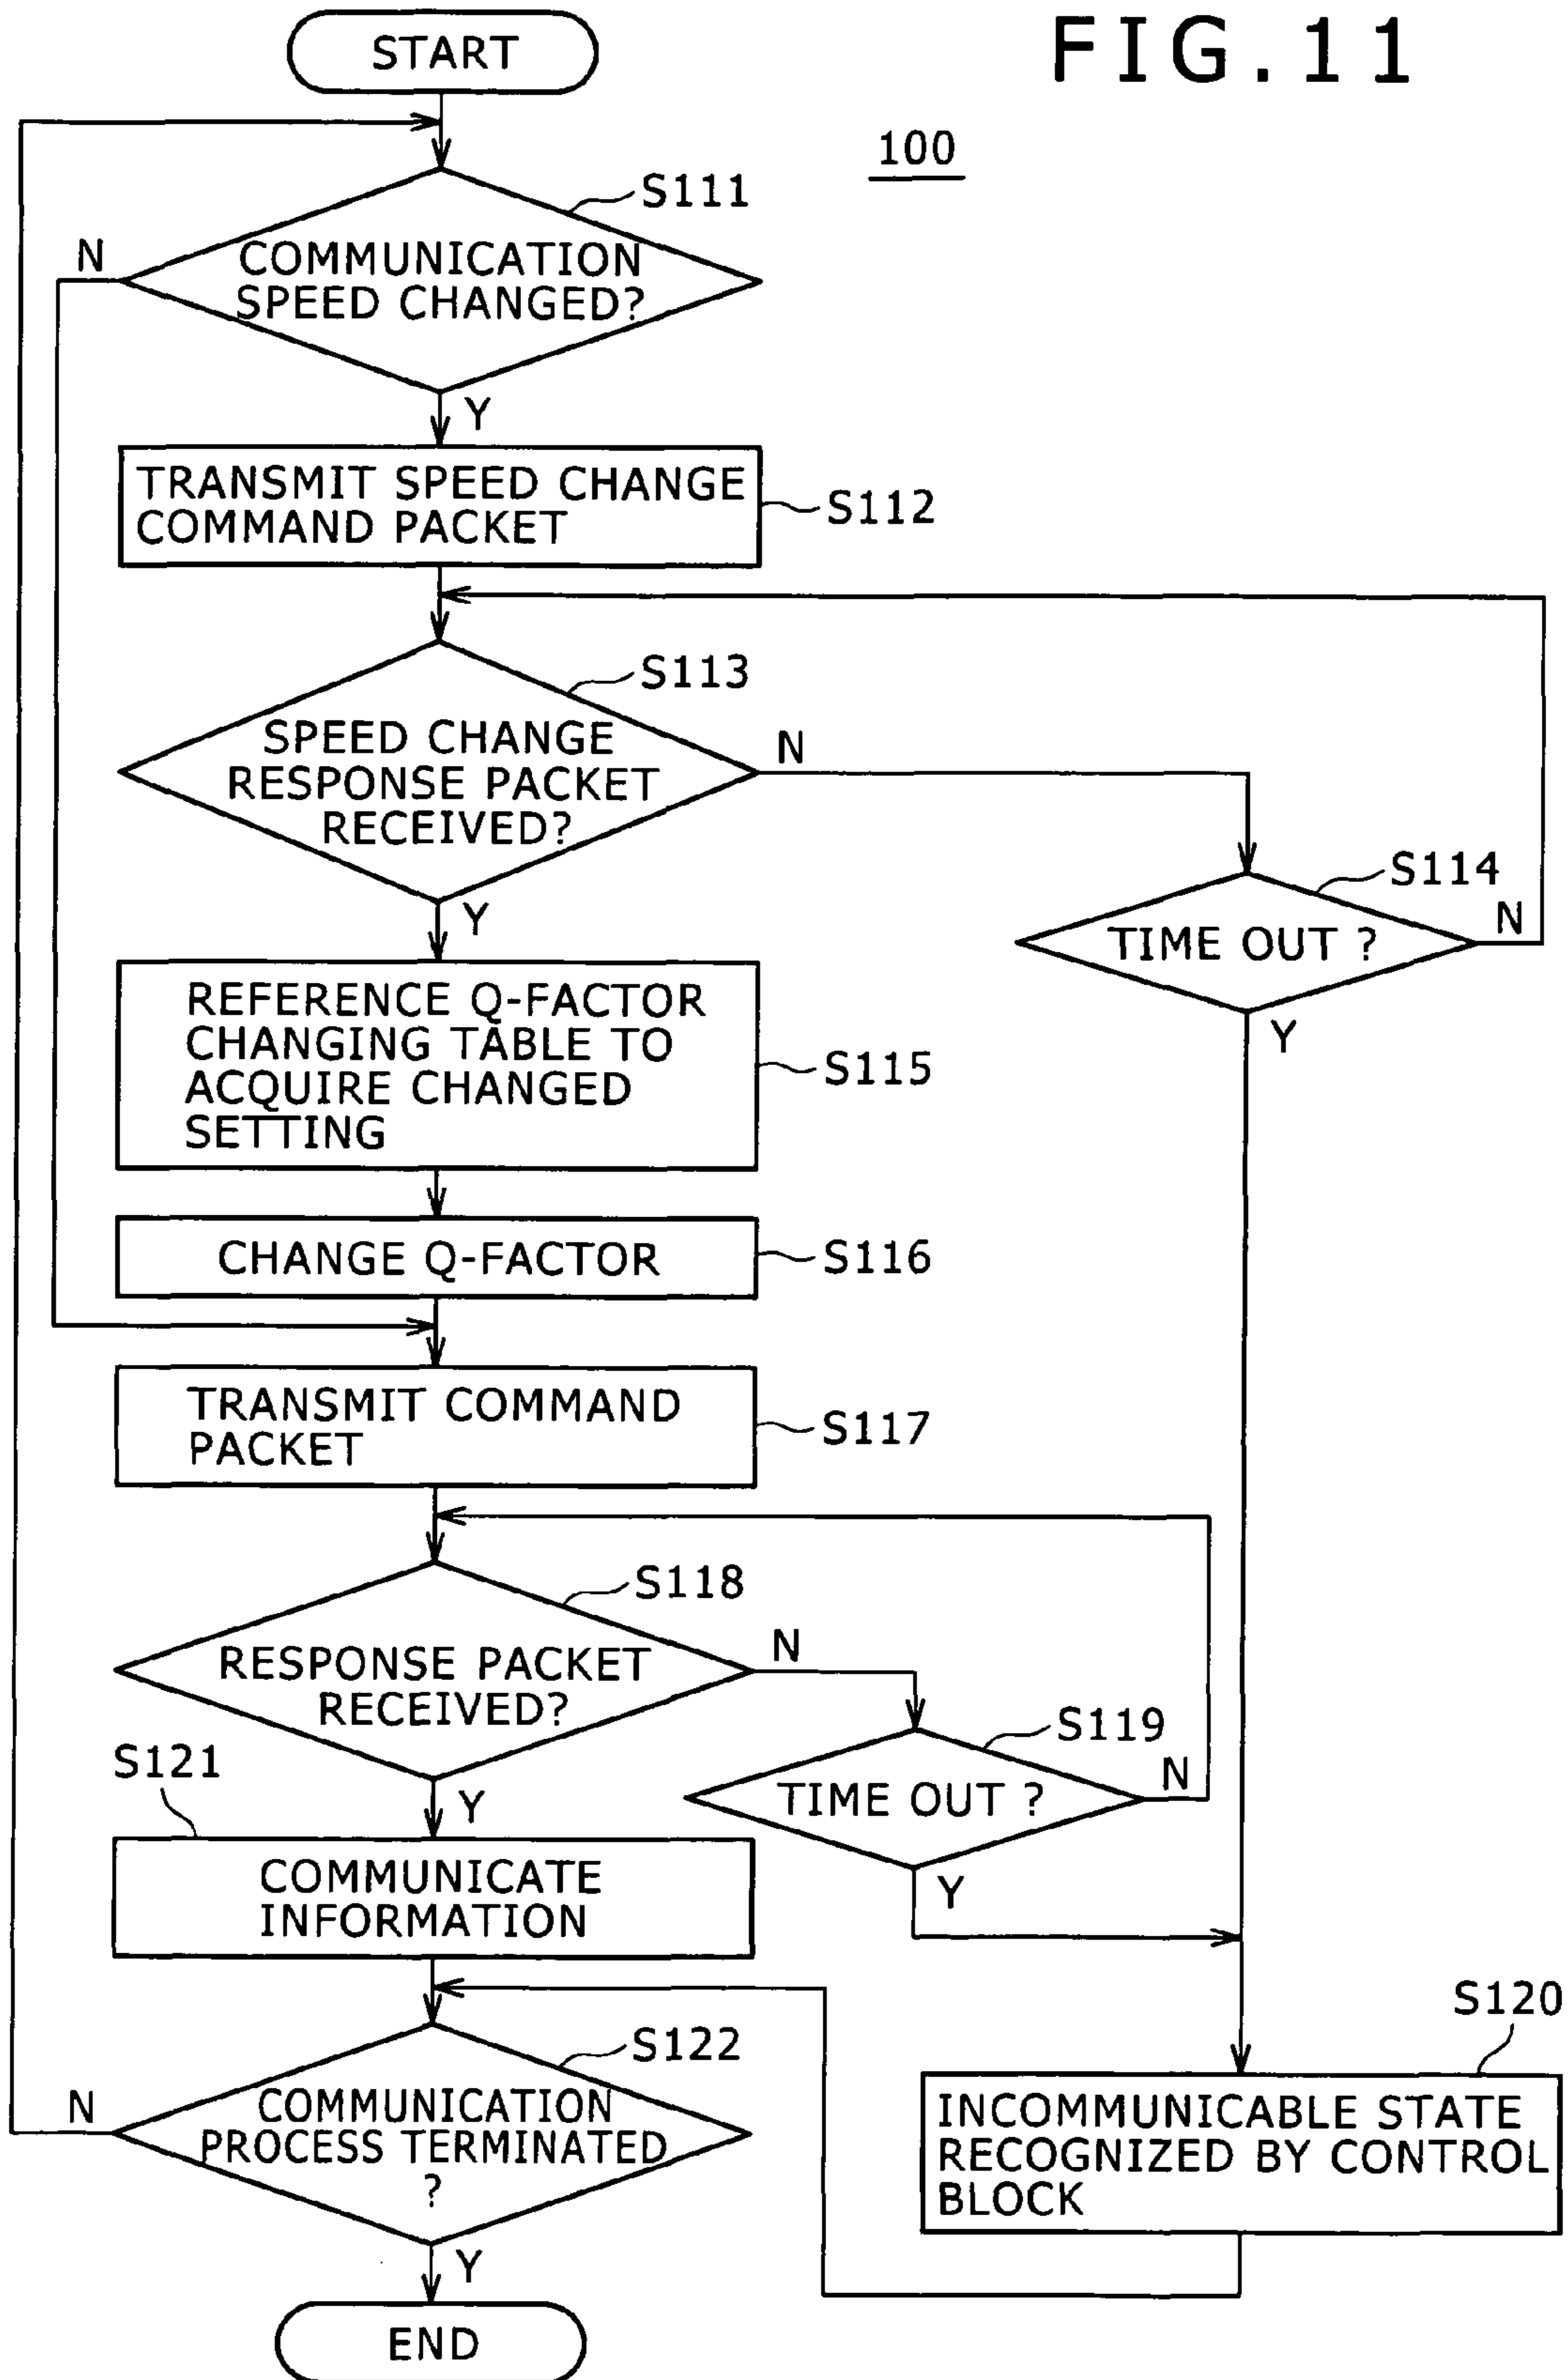 FIG.11
100
START
S111
N
COMMUNICATION
SPEED CHANGED?
Y
TRANSMIT SPEED CHANGE
COMMAND PACKET
S112
S113
SPEED CHANGE
RESPONSE PACKET
RECEIVED?
N
Y
S114
TIME OUT ?
N
Y
REFERENCE Q-FACTOR
CHANGING TABLE TO
ACQUIRE CHANGED
SETTING
S115
CHANGE Q-FACTOR
S116
TRANSMIT COMMAND
PACKET
S117
S118
RESPONSE PACKET
RECEIVED?
N
Y
S119
TIME OUT ?
N
Y
S121
COMMUNICATE
INFORMATION
S120
INCOMMUNICABLE STATE
RECOGNIZED BY CONTROL
BLOCK
S122
N
COMMUNICATION
PROCESS TERMINATED
?
Y
END